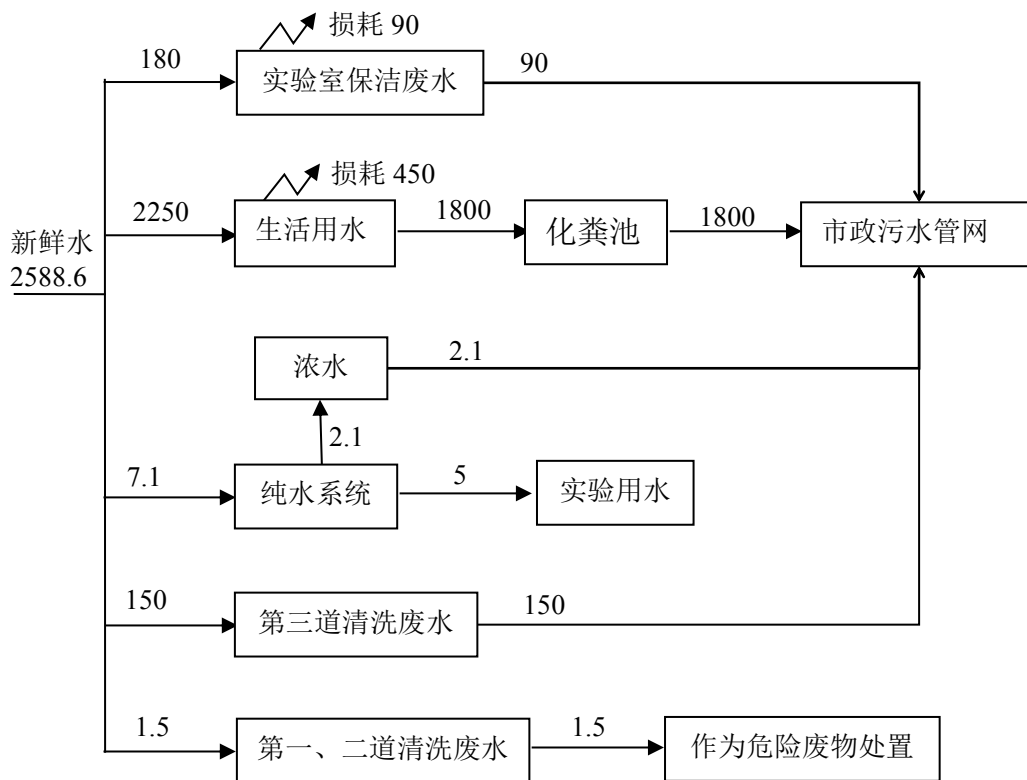 损耗 90
180
实验室保洁废水
90
损耗 450
2250
生活用水
1800
化粪池
1800
市政污水管网
新鲜水
2588.6
浓水
2.1
2.1
7.1
纯水系统
5
实验用水
150
第三道清洗废水
150
1.5
第一、二道清洗废水
1.5
作为危险废物处置